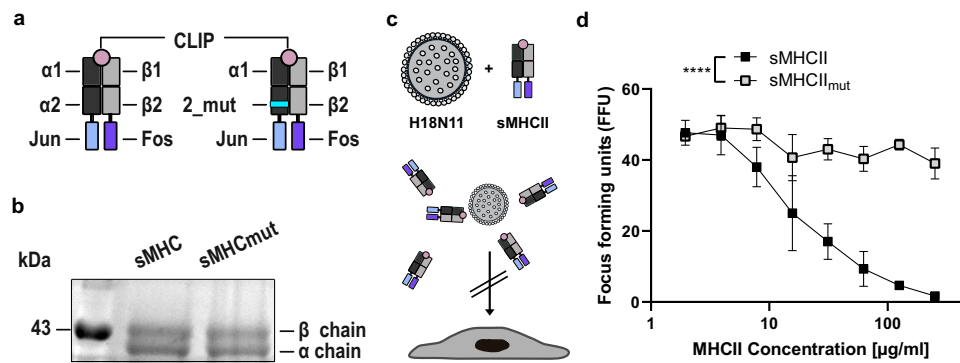 a
CLIP
α1
β1
α1
β1
α2
β2
2_mut
β2
Jun
Fos
Jun
Fos
b
kDa
sMHC
sMHCmut
43
β chain
α chain
c
+
H18N11
sMHCII
d
****
sMHCII
sMHCIImut
Focus forming units (FFU)
60
40
20
0
1
10
100
MHCII Concentration [µg/ml]